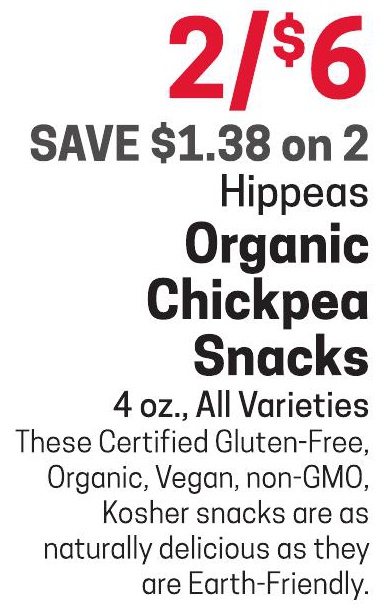 2/$6
SAVE $1.38 on 2
Hippeas
Organic
Chickpea
Snacks
4 oz., All Varieties
These Certified Gluten-Free,
Organic, Vegan, non-GMO,
Kosher snacks are as
naturally delicious as they
are Earth-Friendly.